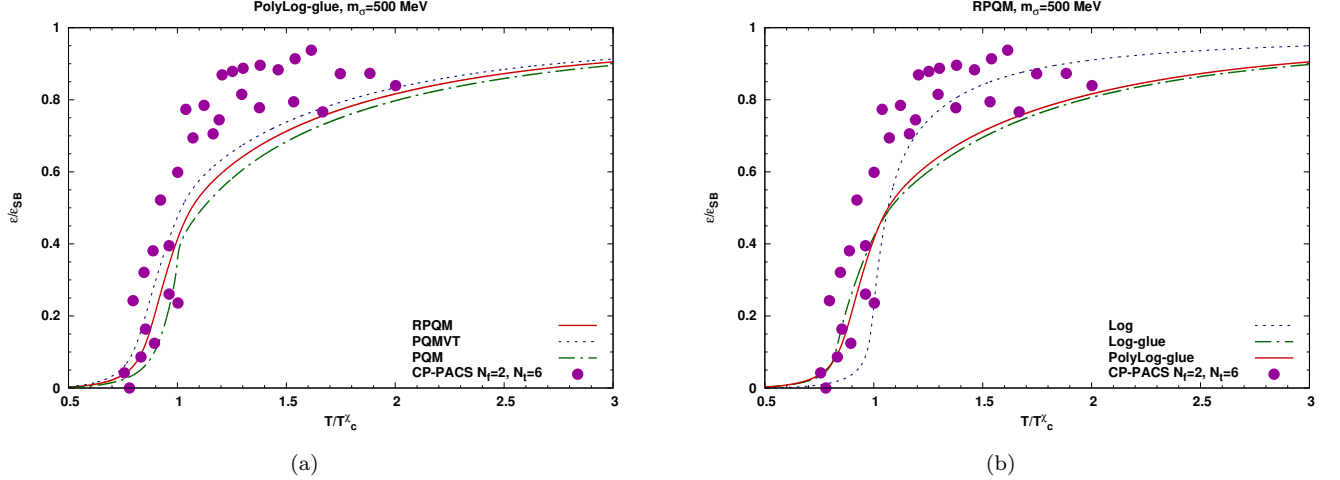 PolyLog-glue, mσ=500 MeV
1
0.8
0.6
0.4
0.2
0
ε/εSB
RPQM
PQMVT
PQM
CP-PACS Nf=2, Nt=6
0.5
1
1.5
2
2.5
3
T/Tχc
(a)
RPQM, mσ=500 MeV
1
0.8
0.6
0.4
0.2
0
ε/εSB
Log
Log-glue
PolyLog-glue
CP-PACS Nf=2, Nt=6
0.5
1
1.5
2
2.5
3
T/Tχc
(b)